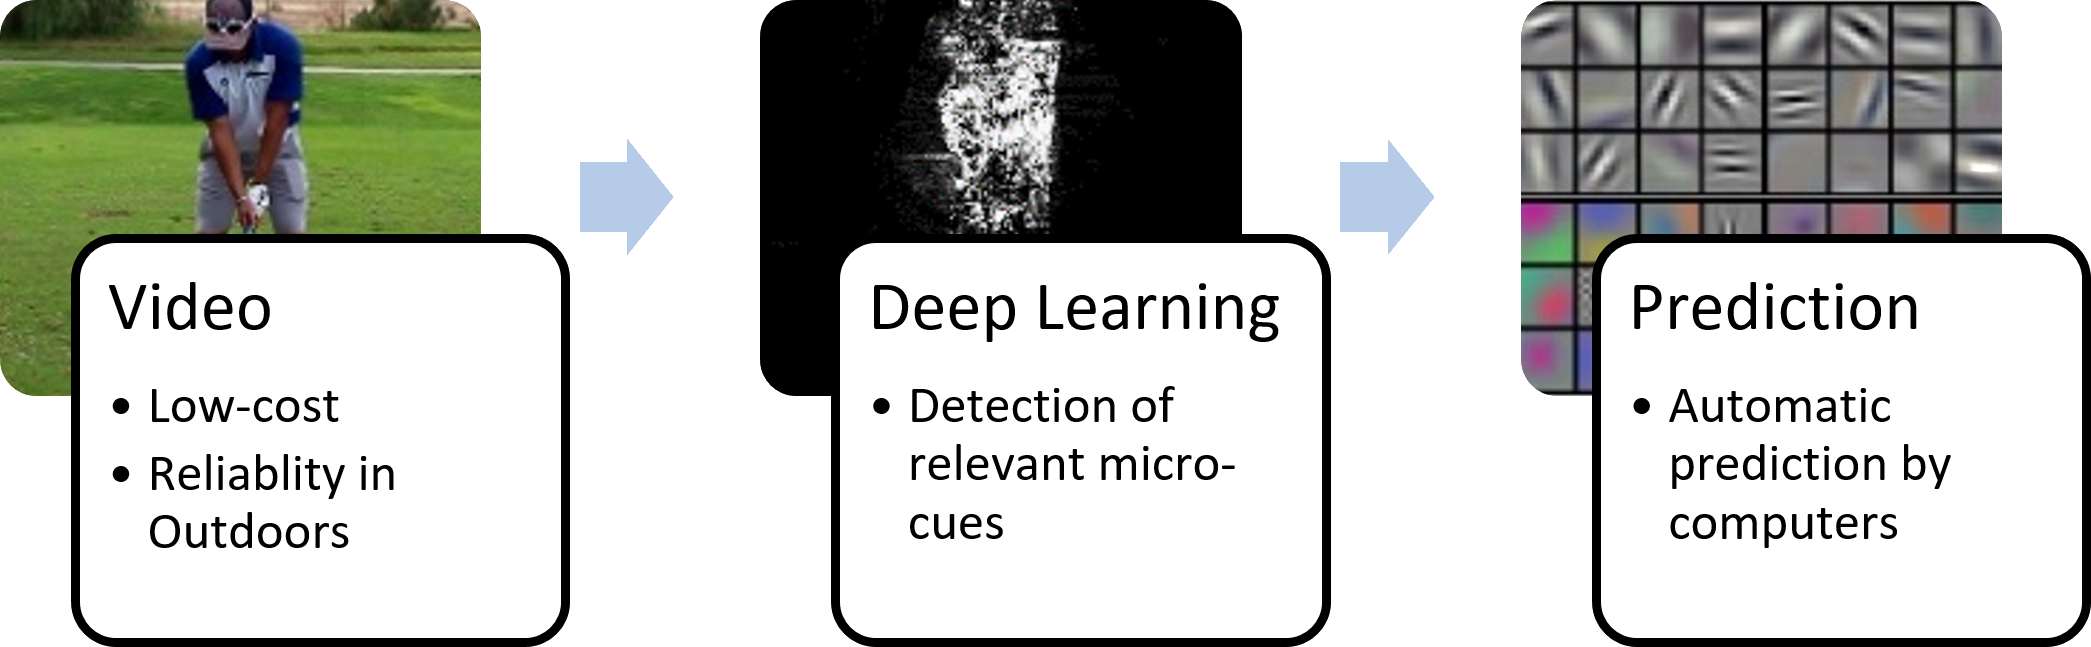 Video
• Low-cost
• Reliablity in
Outdoors
Deep Learning
• Detection of
relevant micro-
cues
Prediction
• Automatic
prediction by
computers